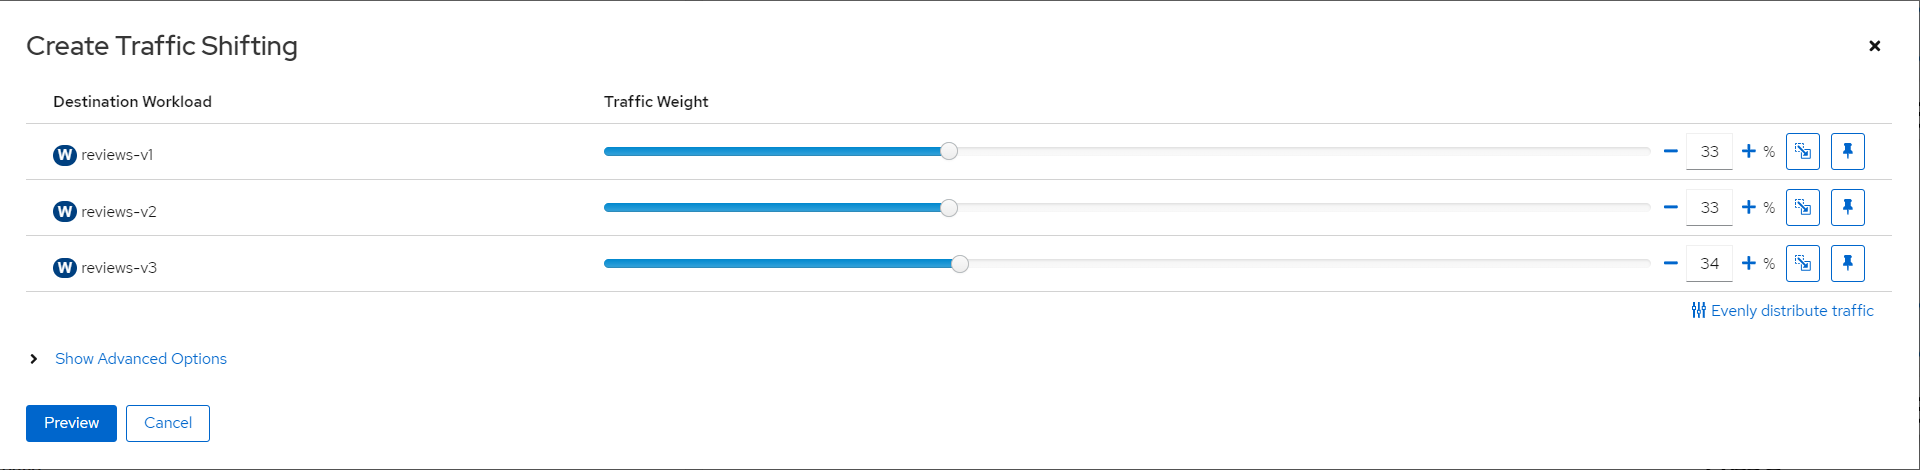 Create Traffic Shifting
Destination Workload Traffic Weight
W reviews-v1 33 %
W reviews-v2 33 %
W reviews-v3 34 %
Evenly distribute traffic
Show Advanced Options
Preview Cancel